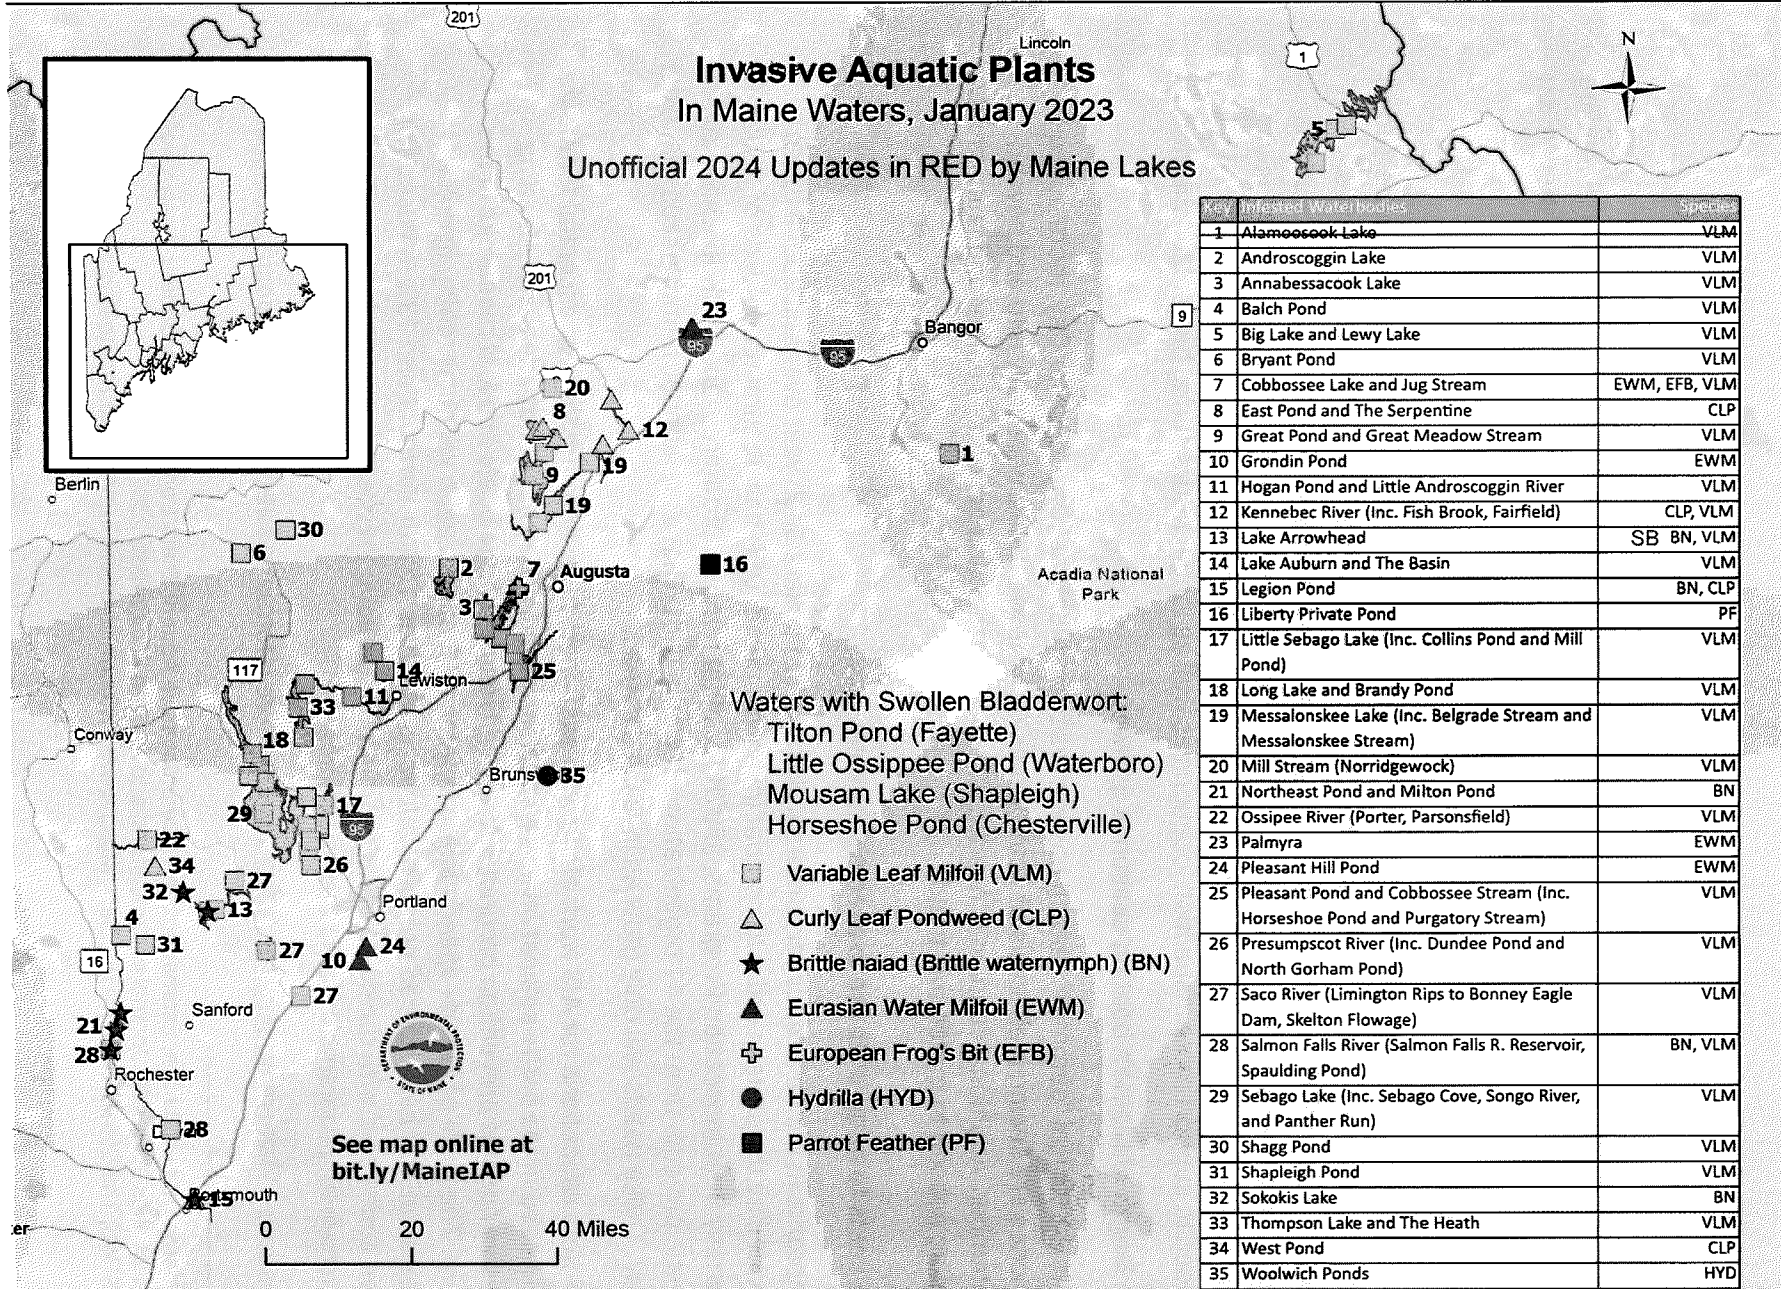 201
Lincoln
1
N
Invasive Aquatic Plants
In Maine Waters, January 2023
Unofficial 2024 Updates in RED by Maine Lakes
5
201
23
95
95
Bangor
9
20
8
12
19
9
19
1
Berlin
30
6
2
7
Augusta
16
Acadia National
Park
3
117
14
Lewiston
25
11
33
Conway
18
35
29
17
95
22
34
26
32
27
13
Portland
4
31
16
27
24
10
27
Sanford
21
28
Rochester
28
Portsmouth
15
Waters with Swollen Bladderwort:
Tilton Pond (Fayette)
Little Ossippee Pond (Waterboro)
Mousam Lake (Shapleigh)
Horseshoe Pond (Chesterville)
Variable Leaf Milfoil (VLM)
Curly Leaf Pondweed (CLP)
Brittle naiad (Brittle waternymph) (BN)
Eurasian Water Milfoil (EWM)
European Frog's Bit (EFB)
Hydrilla (HYD)
Parrot Feather (PF)
DEPARTMENT OF ENVIRONMENTAL PROTECTION
STATE OF MAINE
See map online at
bit.ly/MaineIAP
0 20 40 Miles
Key Infested Waterbodies Species
1 Alamoosook Lake VLM
2 Androscoggin Lake VLM
3 Annabessacook Lake VLM
4 Balch Pond VLM
5 Big Lake and Lewy Lake VLM
6 Bryant Pond VLM
7 Cobbossee Lake and Jug Stream EWM, EFB, VLM
8 East Pond and The Serpentine CLP
9 Great Pond and Great Meadow Stream VLM
10 Grondin Pond EWM
11 Hogan Pond and Little Androscoggin River VLM
12 Kennebec River (Inc. Fish Brook, Fairfield) CLP, VLM
13 Lake Arrowhead SB BN, VLM
14 Lake Auburn and The Basin VLM
15 Legion Pond BN, CLP
16 Liberty Private Pond PF
17 Little Sebago Lake (Inc. Collins Pond and Mill VLM
Pond)
18 Long Lake and Brandy Pond VLM
19 Messalonskee Lake (Inc. Belgrade Stream and VLM
Messalonskee Stream)
20 Mill Stream (Norridgewock) VLM
21 Northeast Pond and Milton Pond BN
22 Ossipee River (Porter, Parsonsfield) VLM
23 Palmyra EWM
24 Pleasant Hill Pond EWM
25 Pleasant Pond and Cobbossee Stream (Inc. VLM
Horseshoe Pond and Purgatory Stream)
26 Presumpscot River (Inc. Dundee Pond and VLM
North Gorham Pond)
27 Saco River (Limington Rips to Bonney Eagle VLM
Dam, Skelton Flowage)
28 Salmon Falls River (Salmon Falls R. Reservoir, BN, VLM
Spaulding Pond)
29 Sebago Lake (Inc. Sebago Cove, Songo River, VLM
and Panther Run)
30 Shagg Pond VLM
31 Shapleigh Pond VLM
32 Sokokis Lake BN
33 Thompson Lake and The Heath VLM
34 West Pond CLP
35 Woolwich Ponds HYD